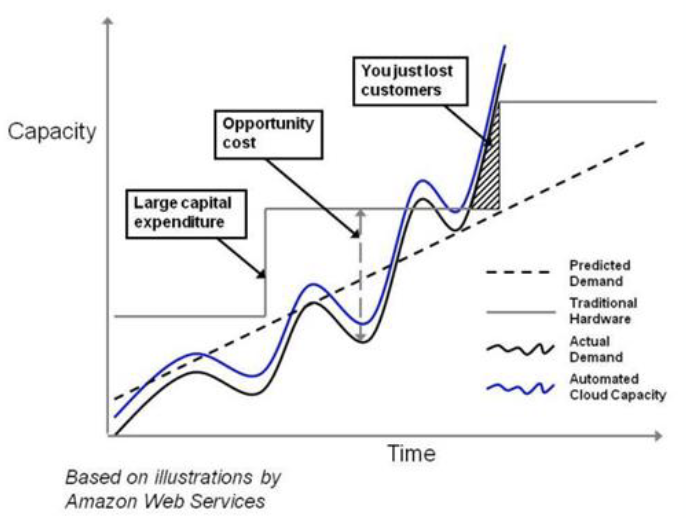 You just lost
customers
Opportunity
cost
Capacity
Large capital
expenditure
Predicted
Demand
Traditional
Hardware
Actual
Demand
Automated
Cloud Capacity
Time
Based on illustrations by
Amazon Web Services